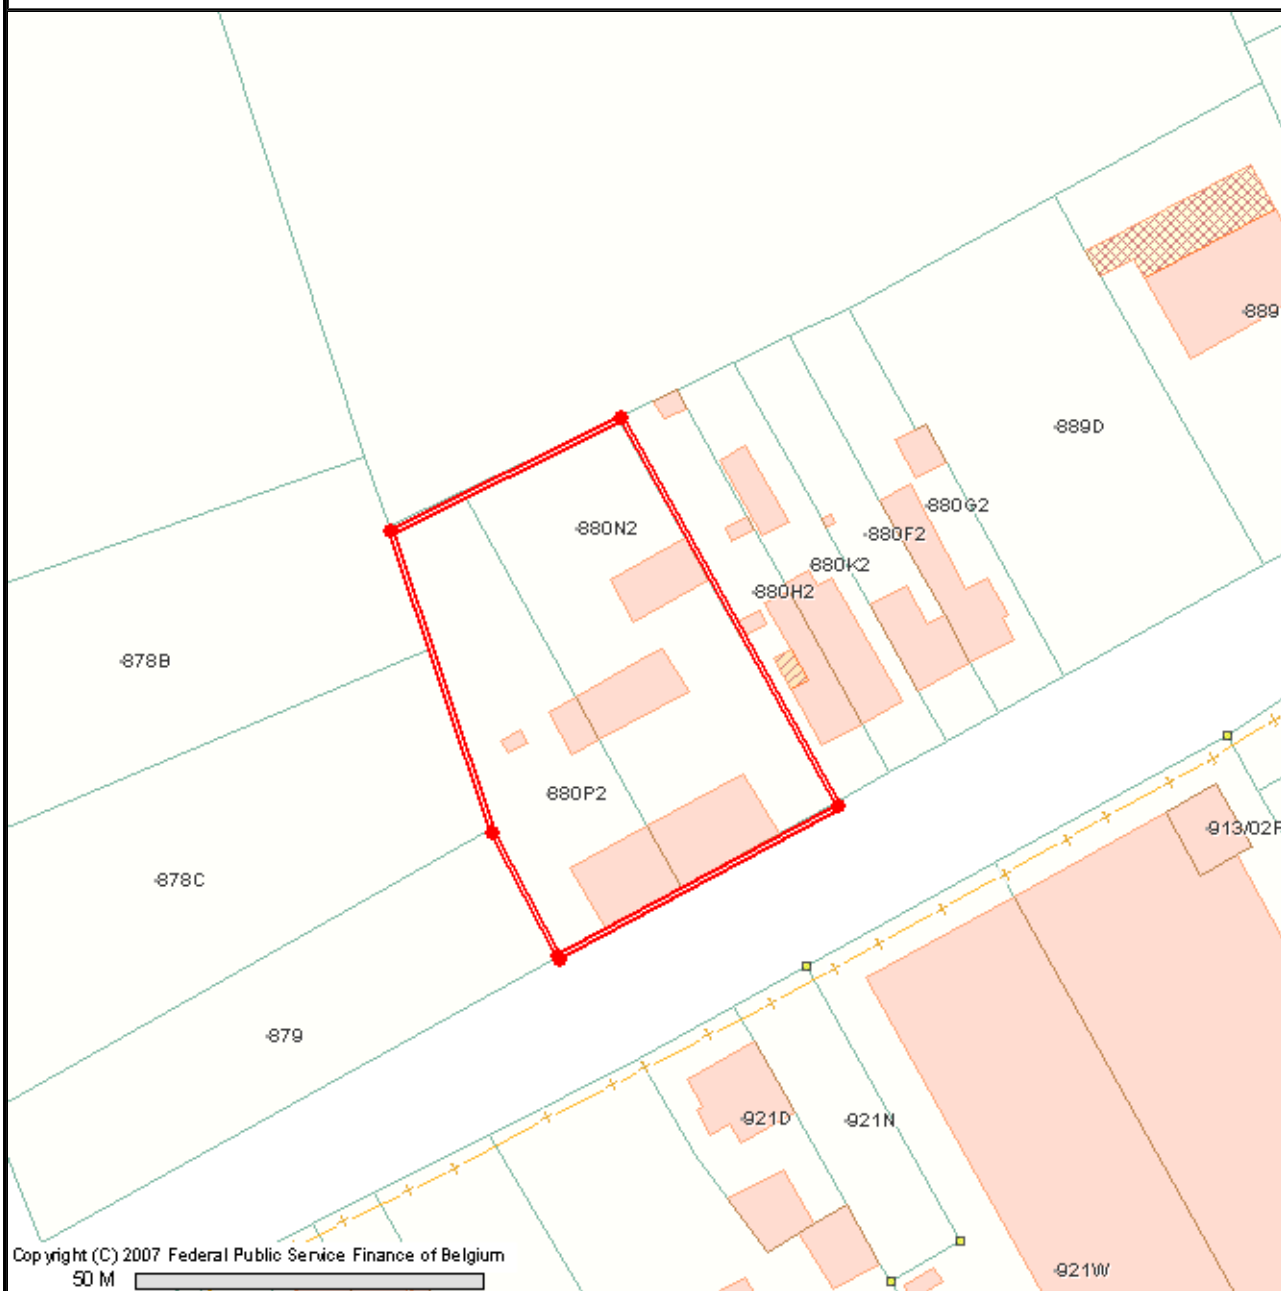 889
889D
880G2
880N2
880F2
880K2
880H2
878B
880P2
913/02F
878C
879
921D
921N
Copyright (C) 2007 Federal Public Service Finance of Belgium
921W
50 M